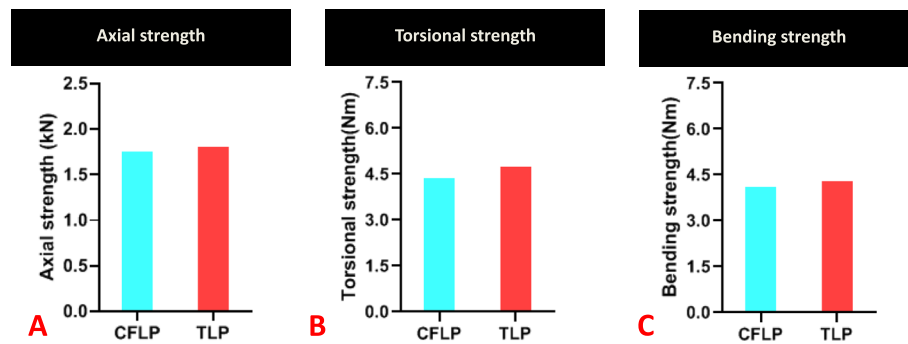 Axial strength
Torsional strength
Bending strength
Axial strength (kN)
2.5
2.0
1.5
1.0
0.5
0.0
CFLP TLP
A
Torsional strength(Nm)
7.5
6.0
4.5
3.0
1.5
0.0
CFLP TLP
B
Bending strength(Nm)
7.5
6.0
4.5
3.0
1.5
0.0
CFLP TLP
C